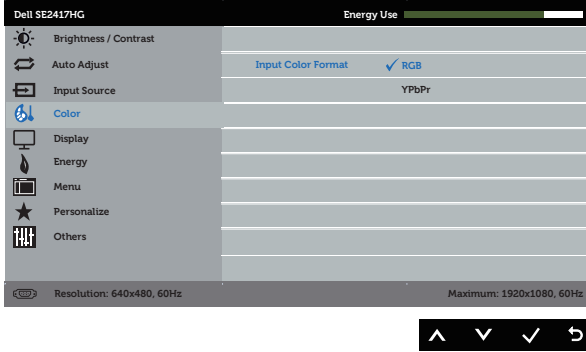 Dell SE2417HG Energy Use
Brightness / Contrast
Auto Adjust Input Color Format RGB
Input Source YPbPr
Color
Display
Energy
Menu
Personalize
Others
Resolution: 640x480, 60Hz Maximum: 1920x1080, 60Hz